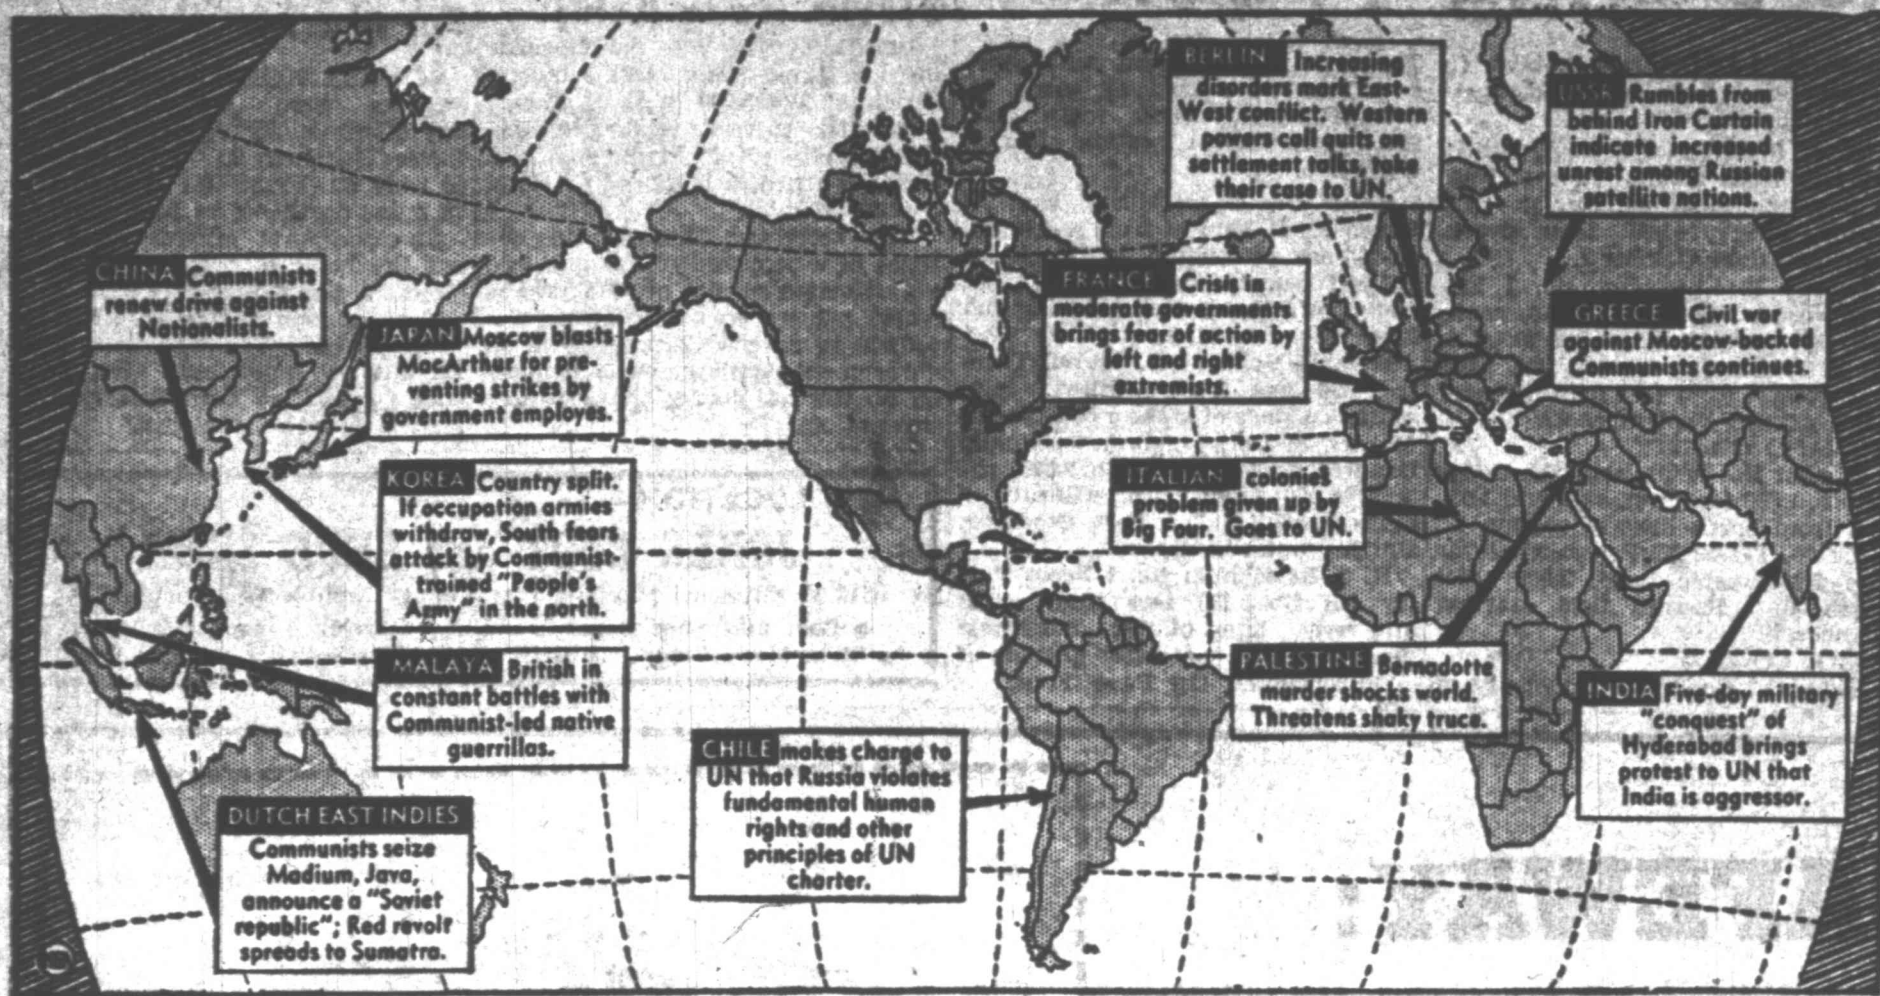 BERLIN Increasing
disorders mark East-
West conflict. Western
powers call quits on
settlement talks, take
their case to UN.
USSR Rumbles from
behind Iron Curtain
indicate increased
unrest among Russian
satellite nations.
CHINA Communists
renew drive against
Nationalists.
JAPAN Moscow blasts
MacArthur for pre-
venting strikes by
government employes.
FRANCE Crisis in
moderate governments
brings fear of action by
left and right
extremists.
GREECE Civil war
against Moscow-backed
Communists continues.
KOREA Country split.
If occupation armies
withdraw, South fears
attack by Communist-
trained "People's
Army" in the north.
ITALIAN colonies
problem given up by
Big Four. Goes to UN.
MALAYA British in
constant battles with
Communist-led native
guerrillas.
PALESTINE Bernadotte
murder shocks world.
Threatens shaky truce.
INDIA Five-day military
"conquest" of
Hyderabad brings
protest to UN that
India is aggressor.
CHILE makes charge to
UN that Russia violates
fundamental human
rights and other
principles of UN
charter.
DUTCH EAST INDIES
Communists seize
Madium, Java,
announce a "Soviet
republic"; Red revolt
spreads to Sumatra.